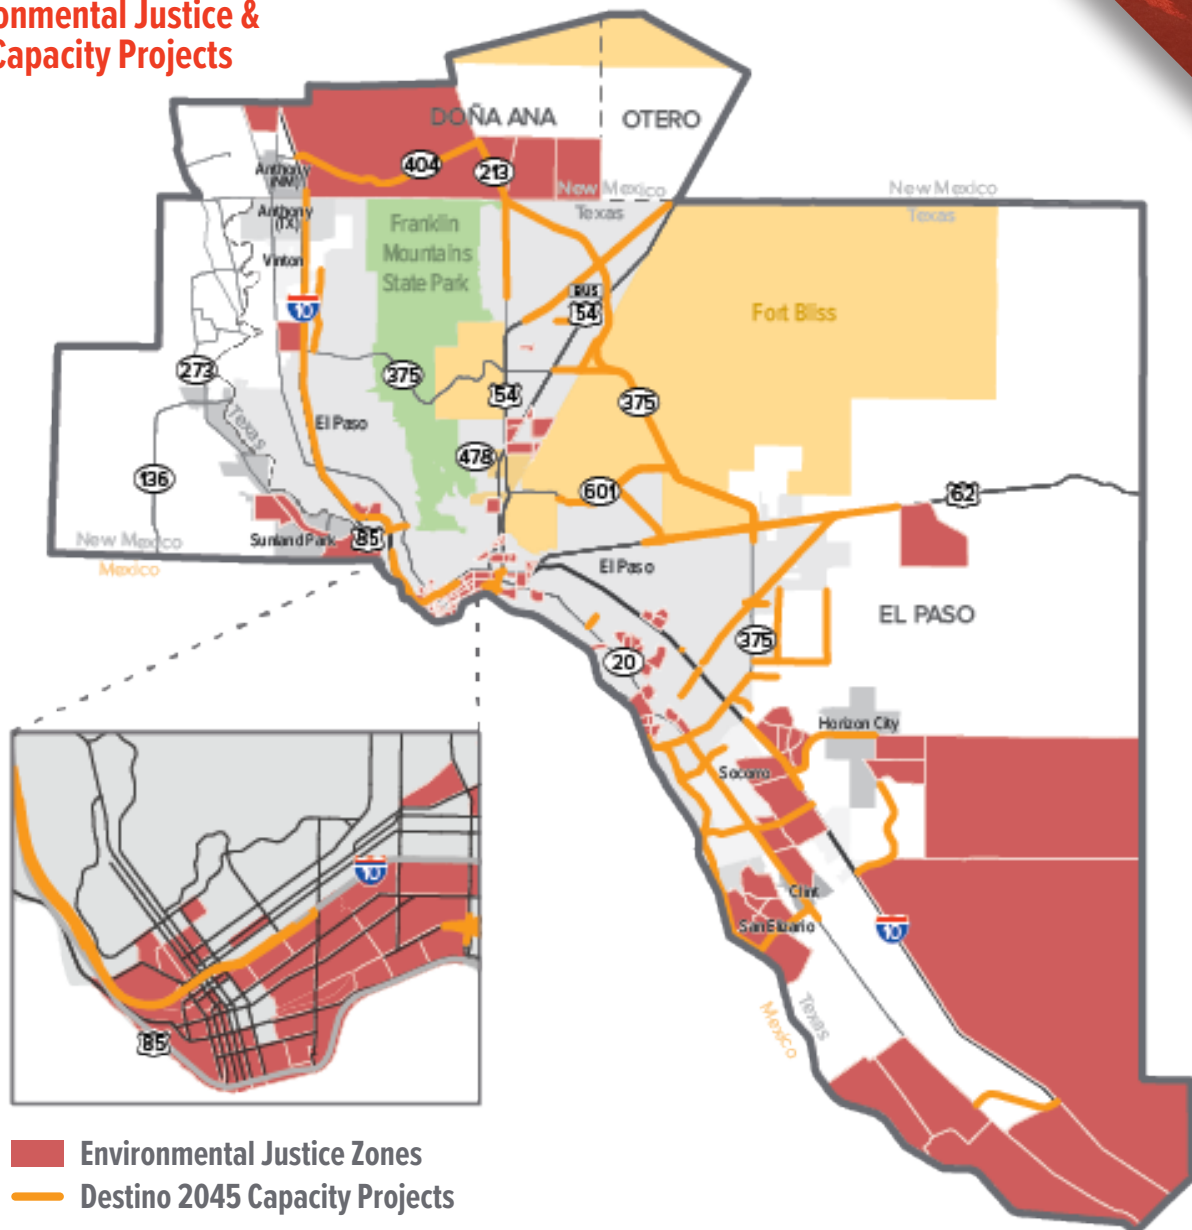 onmental Justice &
Capacity Projects
DOÑA ANA
OTERO
404
213
Anthony
(NM)
New Mexico
Texas
New Mexico
Texas
Anthony
(TX)
Franklin
Mountains
State Park
Vinton
10
BUS
54
Fort Bliss
273
375
54
375
El Paso
Texas
478
136
601
62
New Mexico
Mexico
Sunland Park
85
El Paso
EL PASO
375
20
Horizon City
Socorro
Clint
San Elizario
10
Texas
Mexico
10
85
Environmental Justice Zones
Destino 2045 Capacity Projects